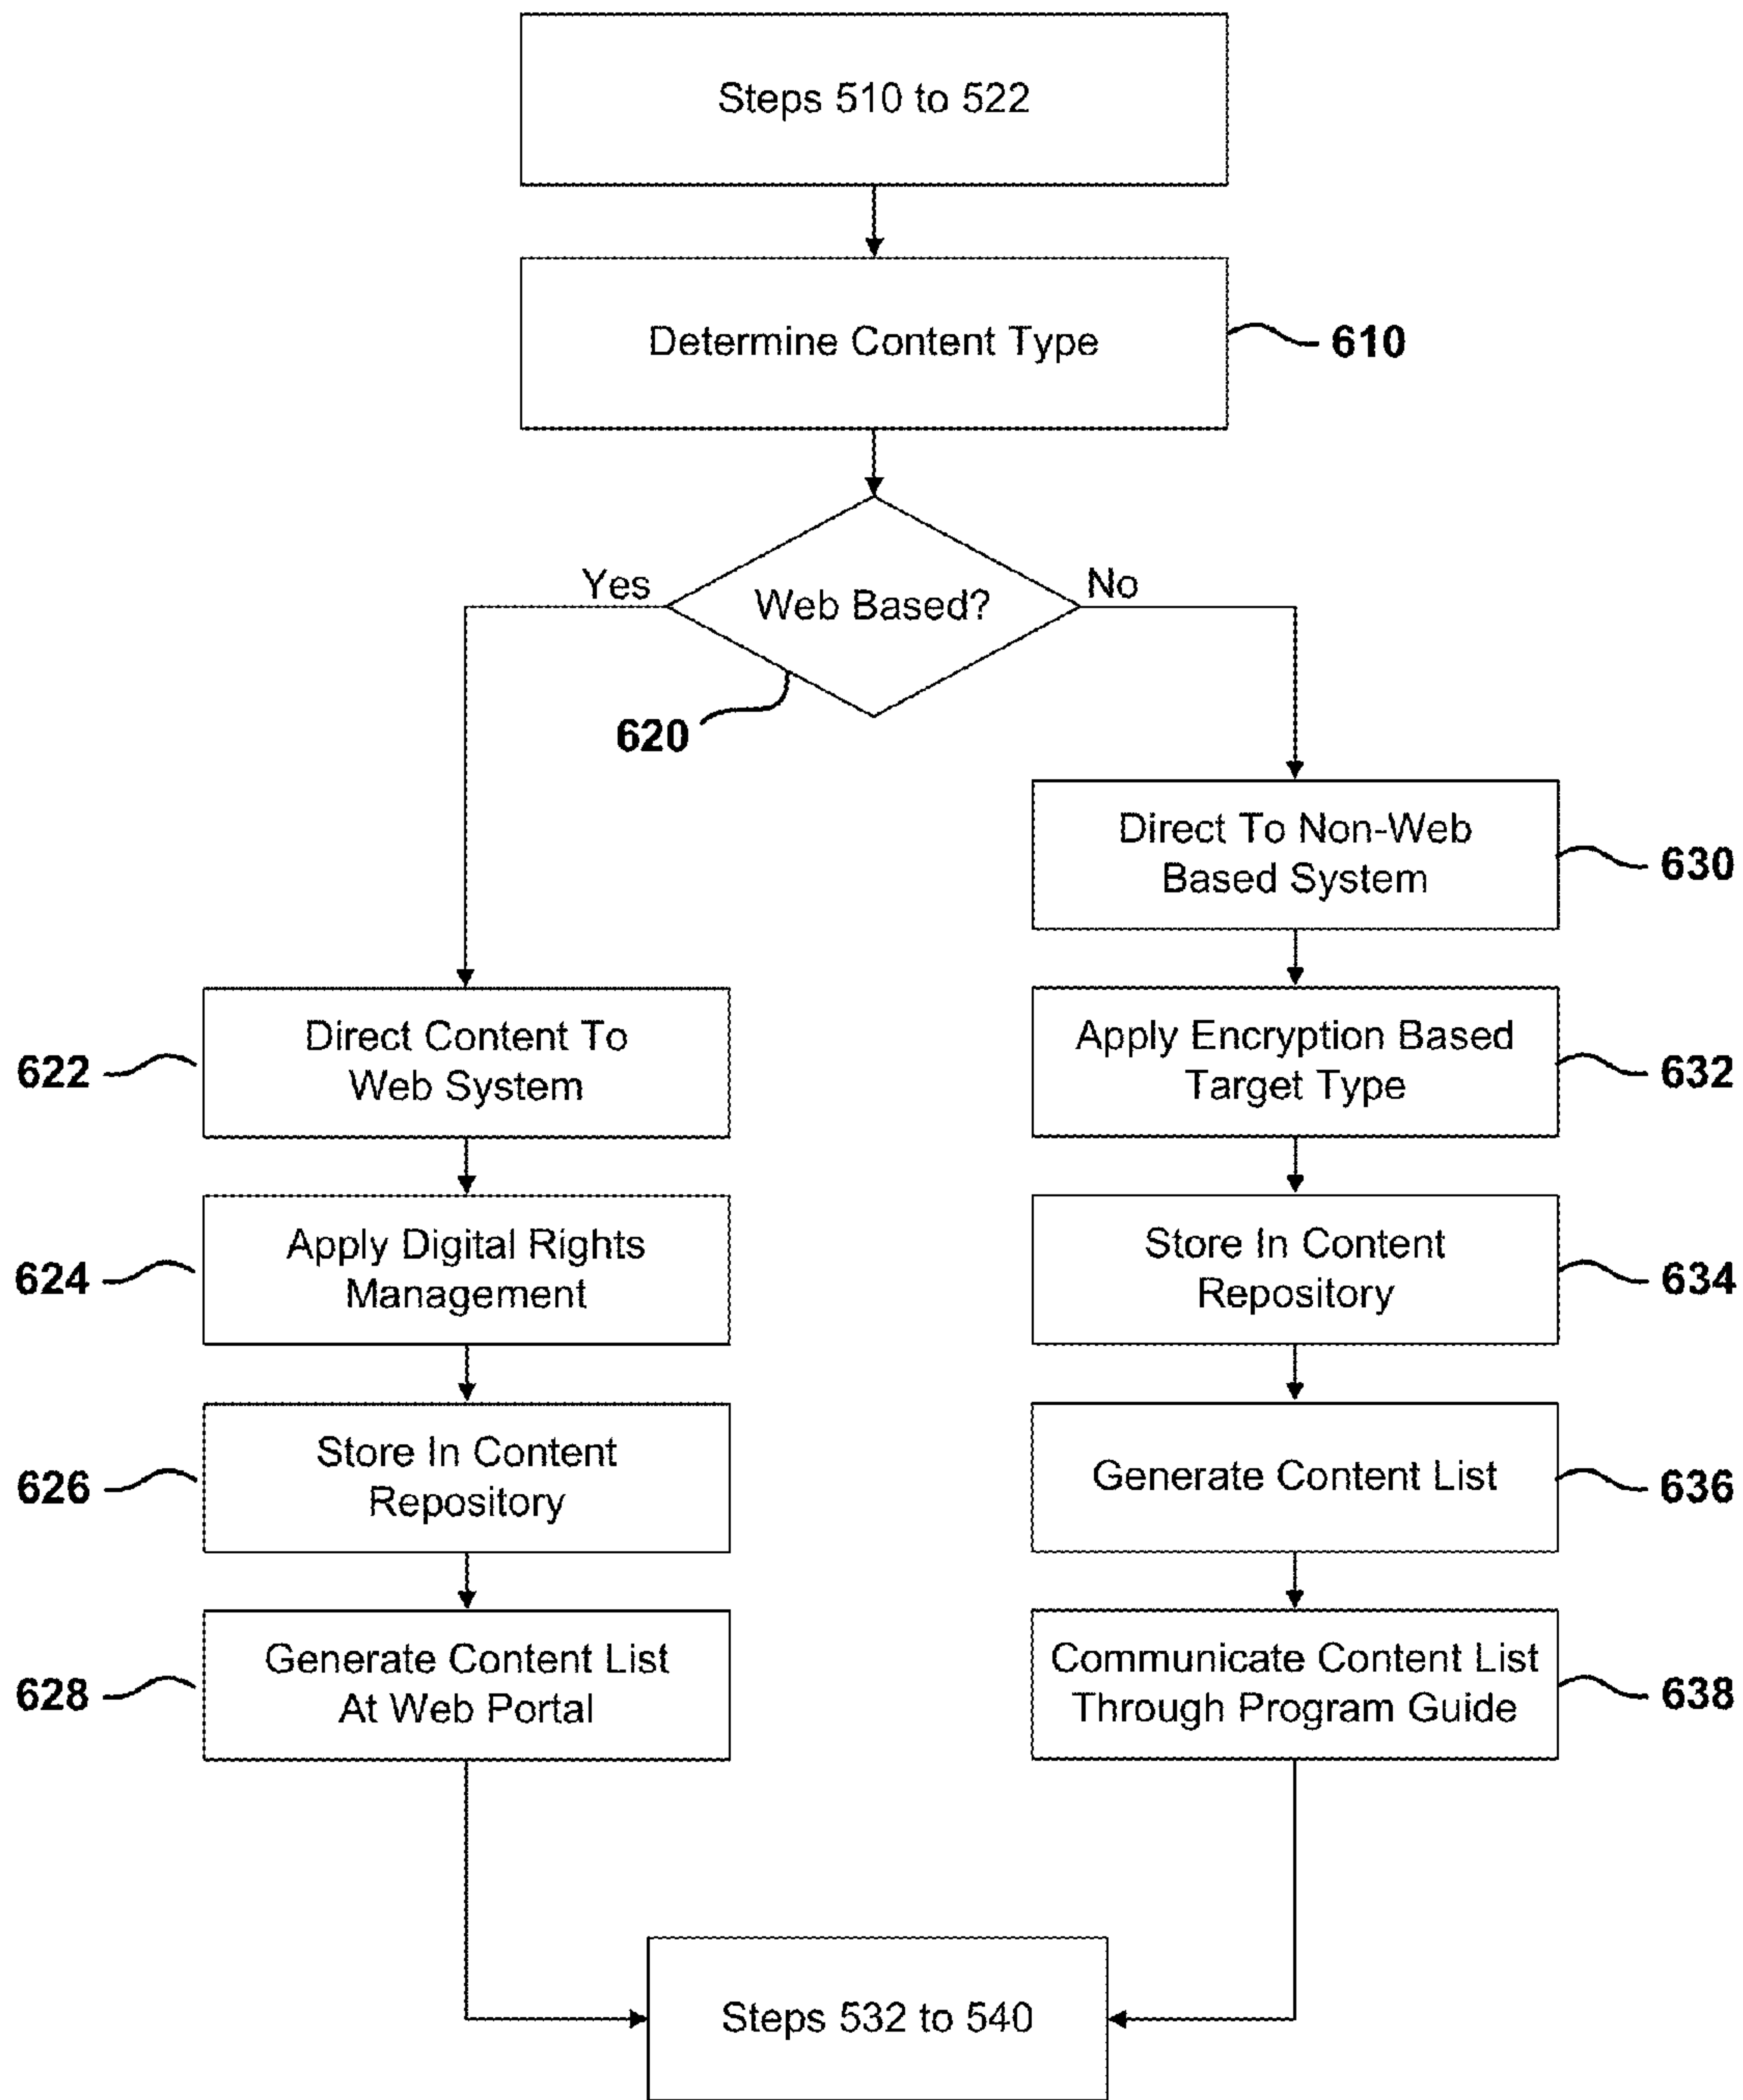 Steps 510 to 522
Determine Content Type
610
Yes
Web Based?
No
620
Direct To Non-Web
Based System
630
Direct Content To
Web System
622
Apply Encryption Based
Target Type
632
Apply Digital Rights
Management
624
Store In Content
Repository
634
Store In Content
Repository
626
Generate Content List
636
Generate Content List
At Web Portal
628
Communicate Content List
Through Program Guide
638
Steps 532 to 540